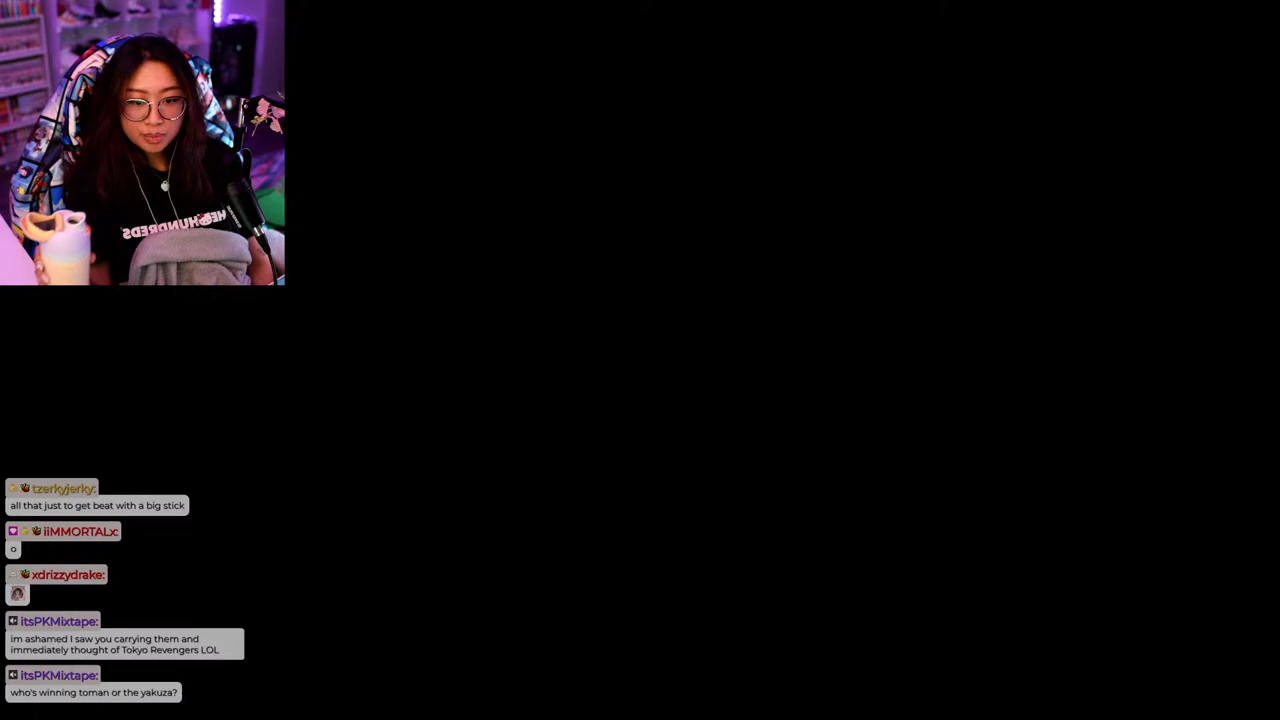 HUNDREDS
tzerkyjerky:
all that just to get beat with a big stick
iiMMORTALx:
o
xdrizzydrake:
itsPKMixtape:
im ashamed I saw you carrying them and
immediately thought of Tokyo Revengers LOL
itsPKMixtape:
who's winning toman or the yakuza?